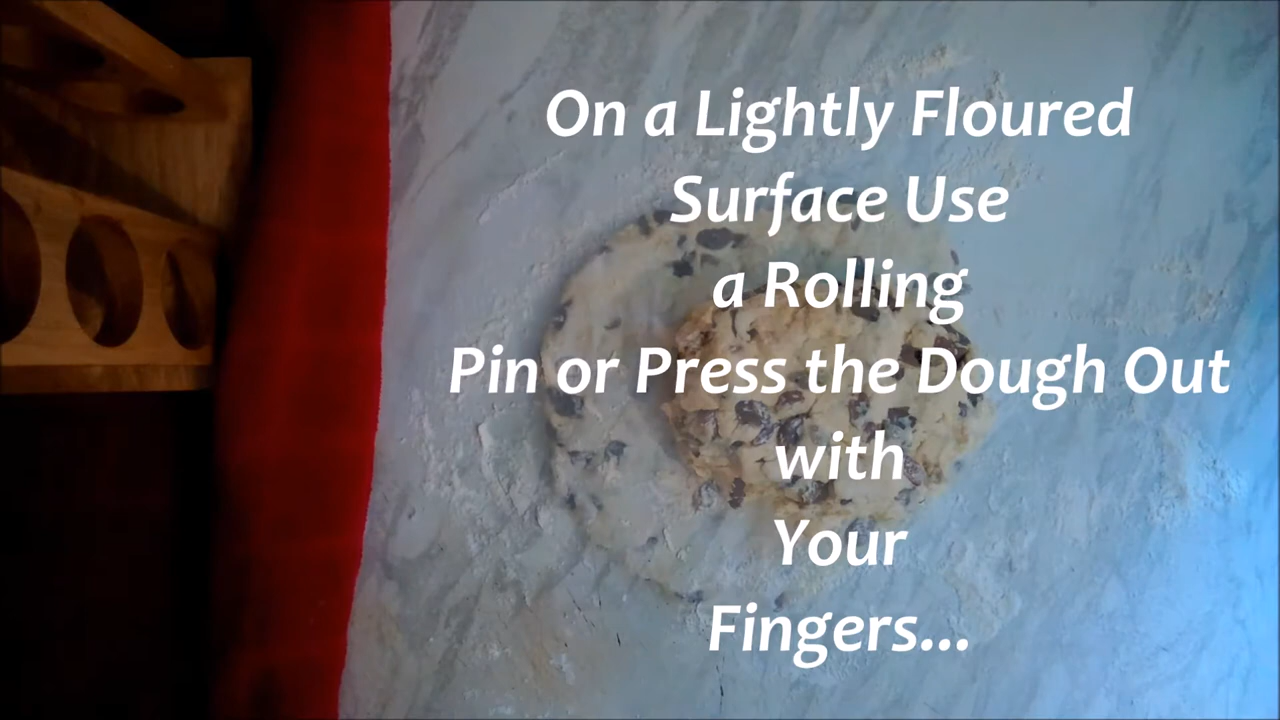 On a Lightly Floured
Surface Use
a Rolling
Pin or Press the Dough Out
with
Your
Fingers...